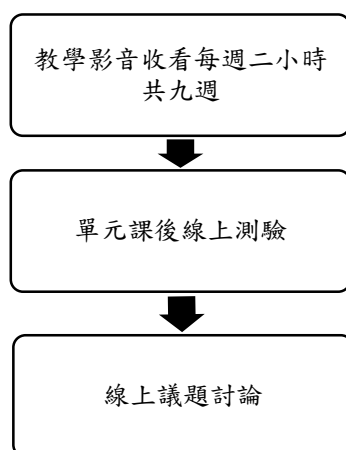 教學影音收看每週二小時
共九週
單元課後線上測驗
線上議題討論